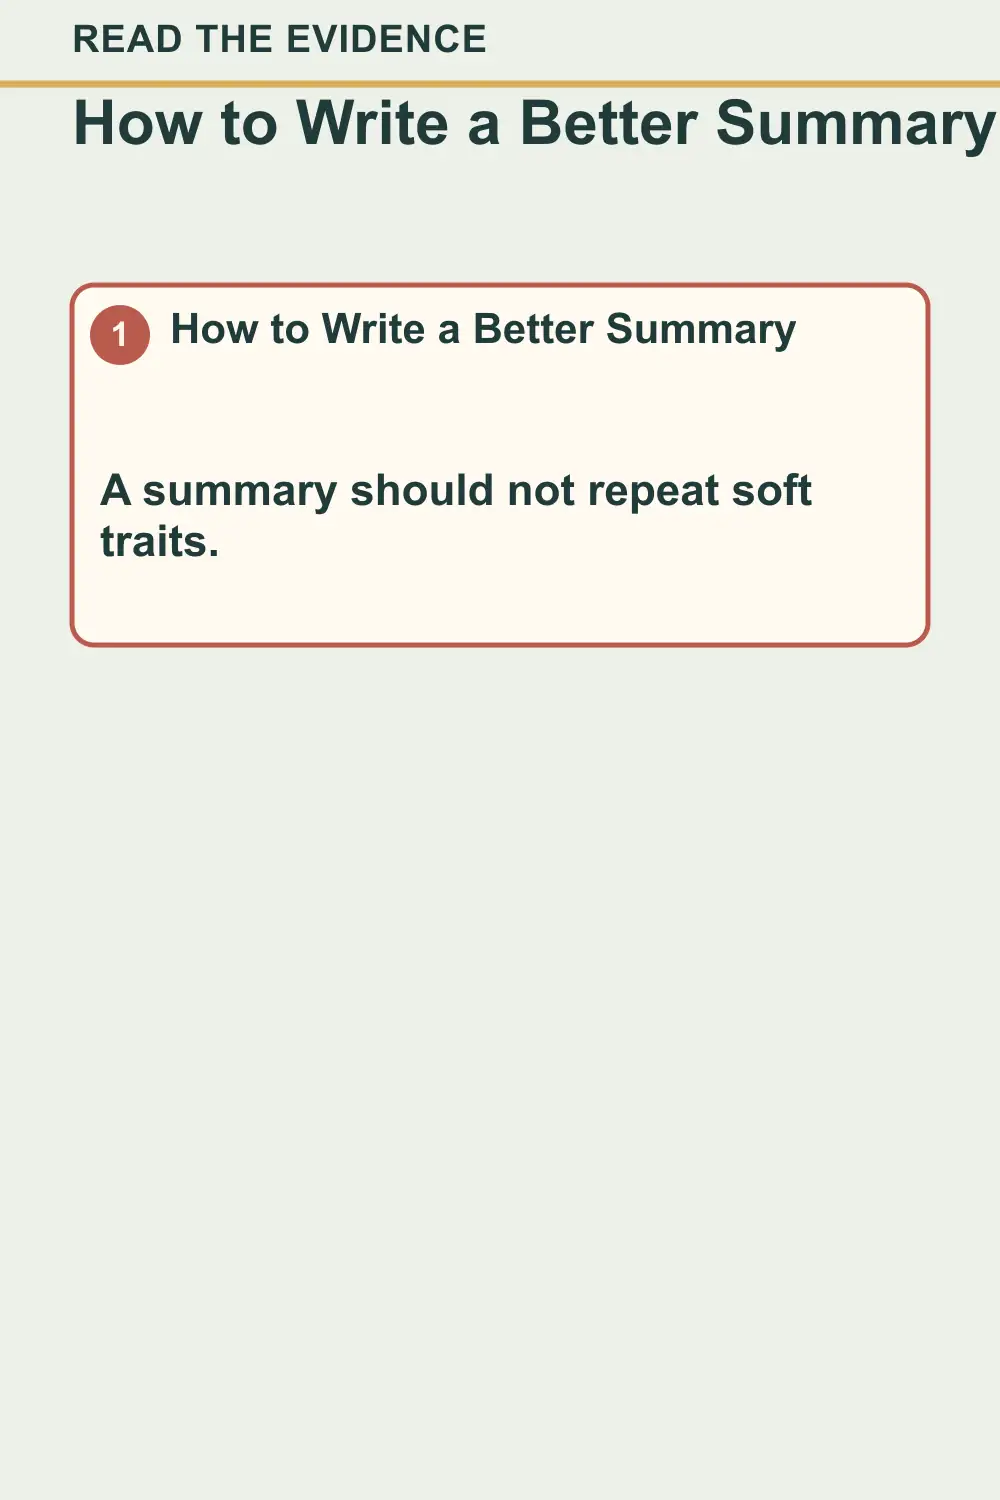 READ THE EVIDENCE
How to Write a Better Summary
1
How to Write a Better Summary
A summary should not repeat soft
traits.